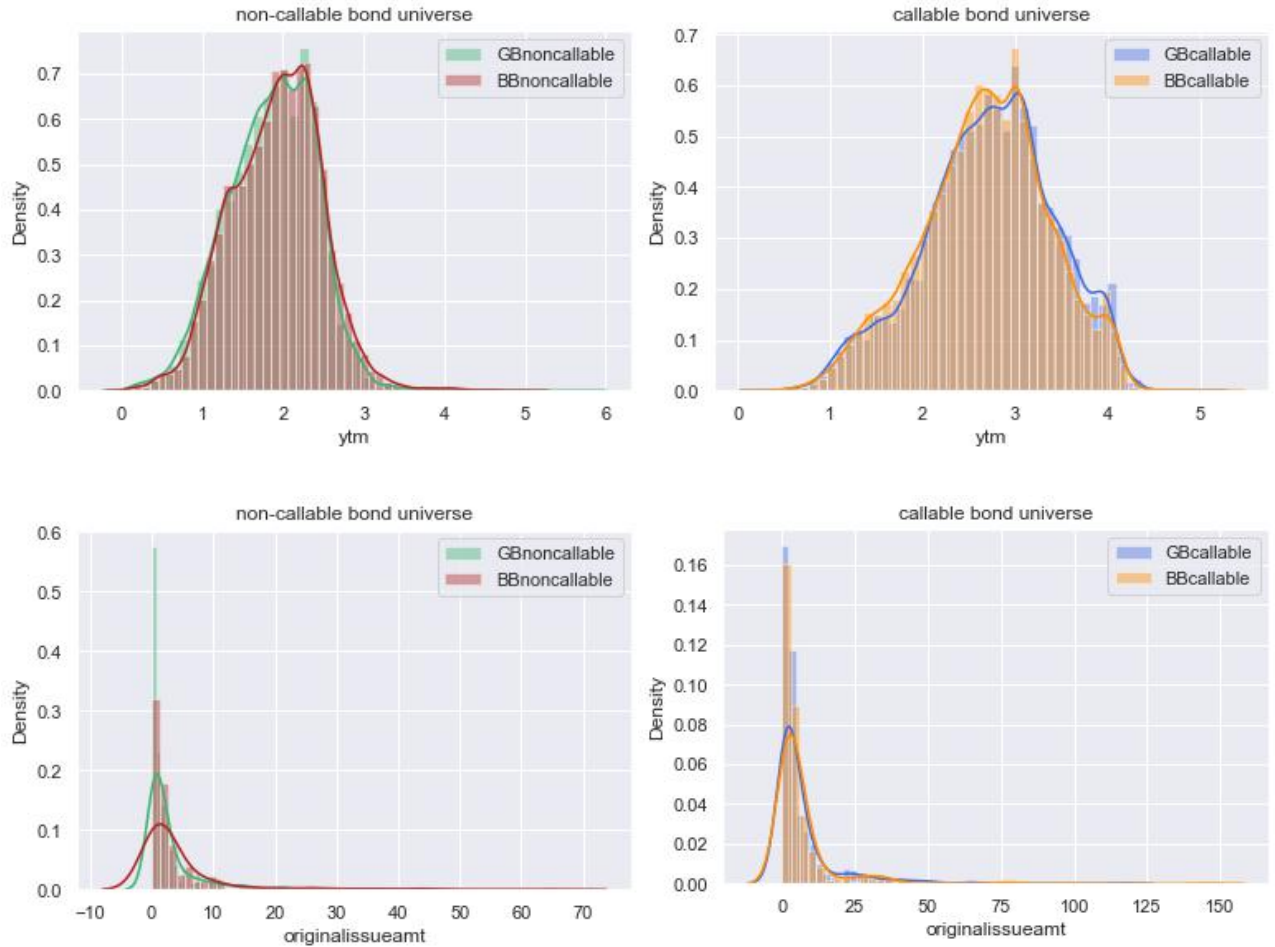 non-callable bond universe
GBnoncallable
BBnoncallable
Density
0.7
0.6
0.5
0.4
0.3
0.2
0.1
0.0
0 1 2 3 4 5 6
ytm
callable bond universe
GBcallable
BBcallable
Density
0.7
0.6
0.5
0.4
0.3
0.2
0.1
0.0
0 1 2 3 4 5
ytm
non-callable bond universe
GBnoncallable
BBnoncallable
Density
0.6
0.5
0.4
0.3
0.2
0.1
0.0
−10 0 10 20 30 40 50 60 70
originalissueamt
callable bond universe
GBcallable
BBcallable
Density
0.16
0.14
0.12
0.10
0.08
0.06
0.04
0.02
0.00
0 25 50 75 100 125 150
originalissueamt